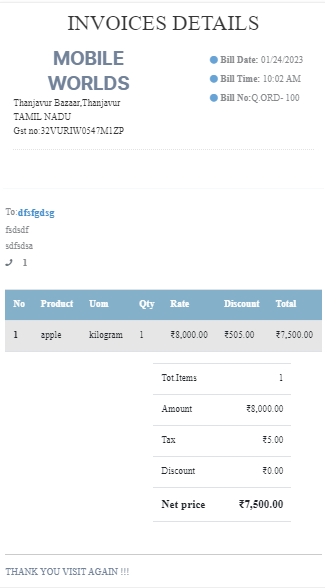 INVOICES DETAILS
MOBILE
WORLDS
Thanjavur Bazaar,Thanjavur
TAMIL NADU
Gst no:32VURIW0547M1ZP
Bill Date: 01/24/2023
Bill Time: 10:02 AM
Bill No:Q.ORD- 100
To:dfsfgdsg
fsdsdf
sdfsdsa
1
No Product Uom Qty Rate Discount Total
1 apple kilogram 1 ₹8,000.00 ₹505.00 ₹7,500.00
Tot.Items 1
Amount ₹8,000.00
Tax ₹5.00
Discount ₹0.00
Net price ₹7,500.00
THANK YOU VISIT AGAIN !!!